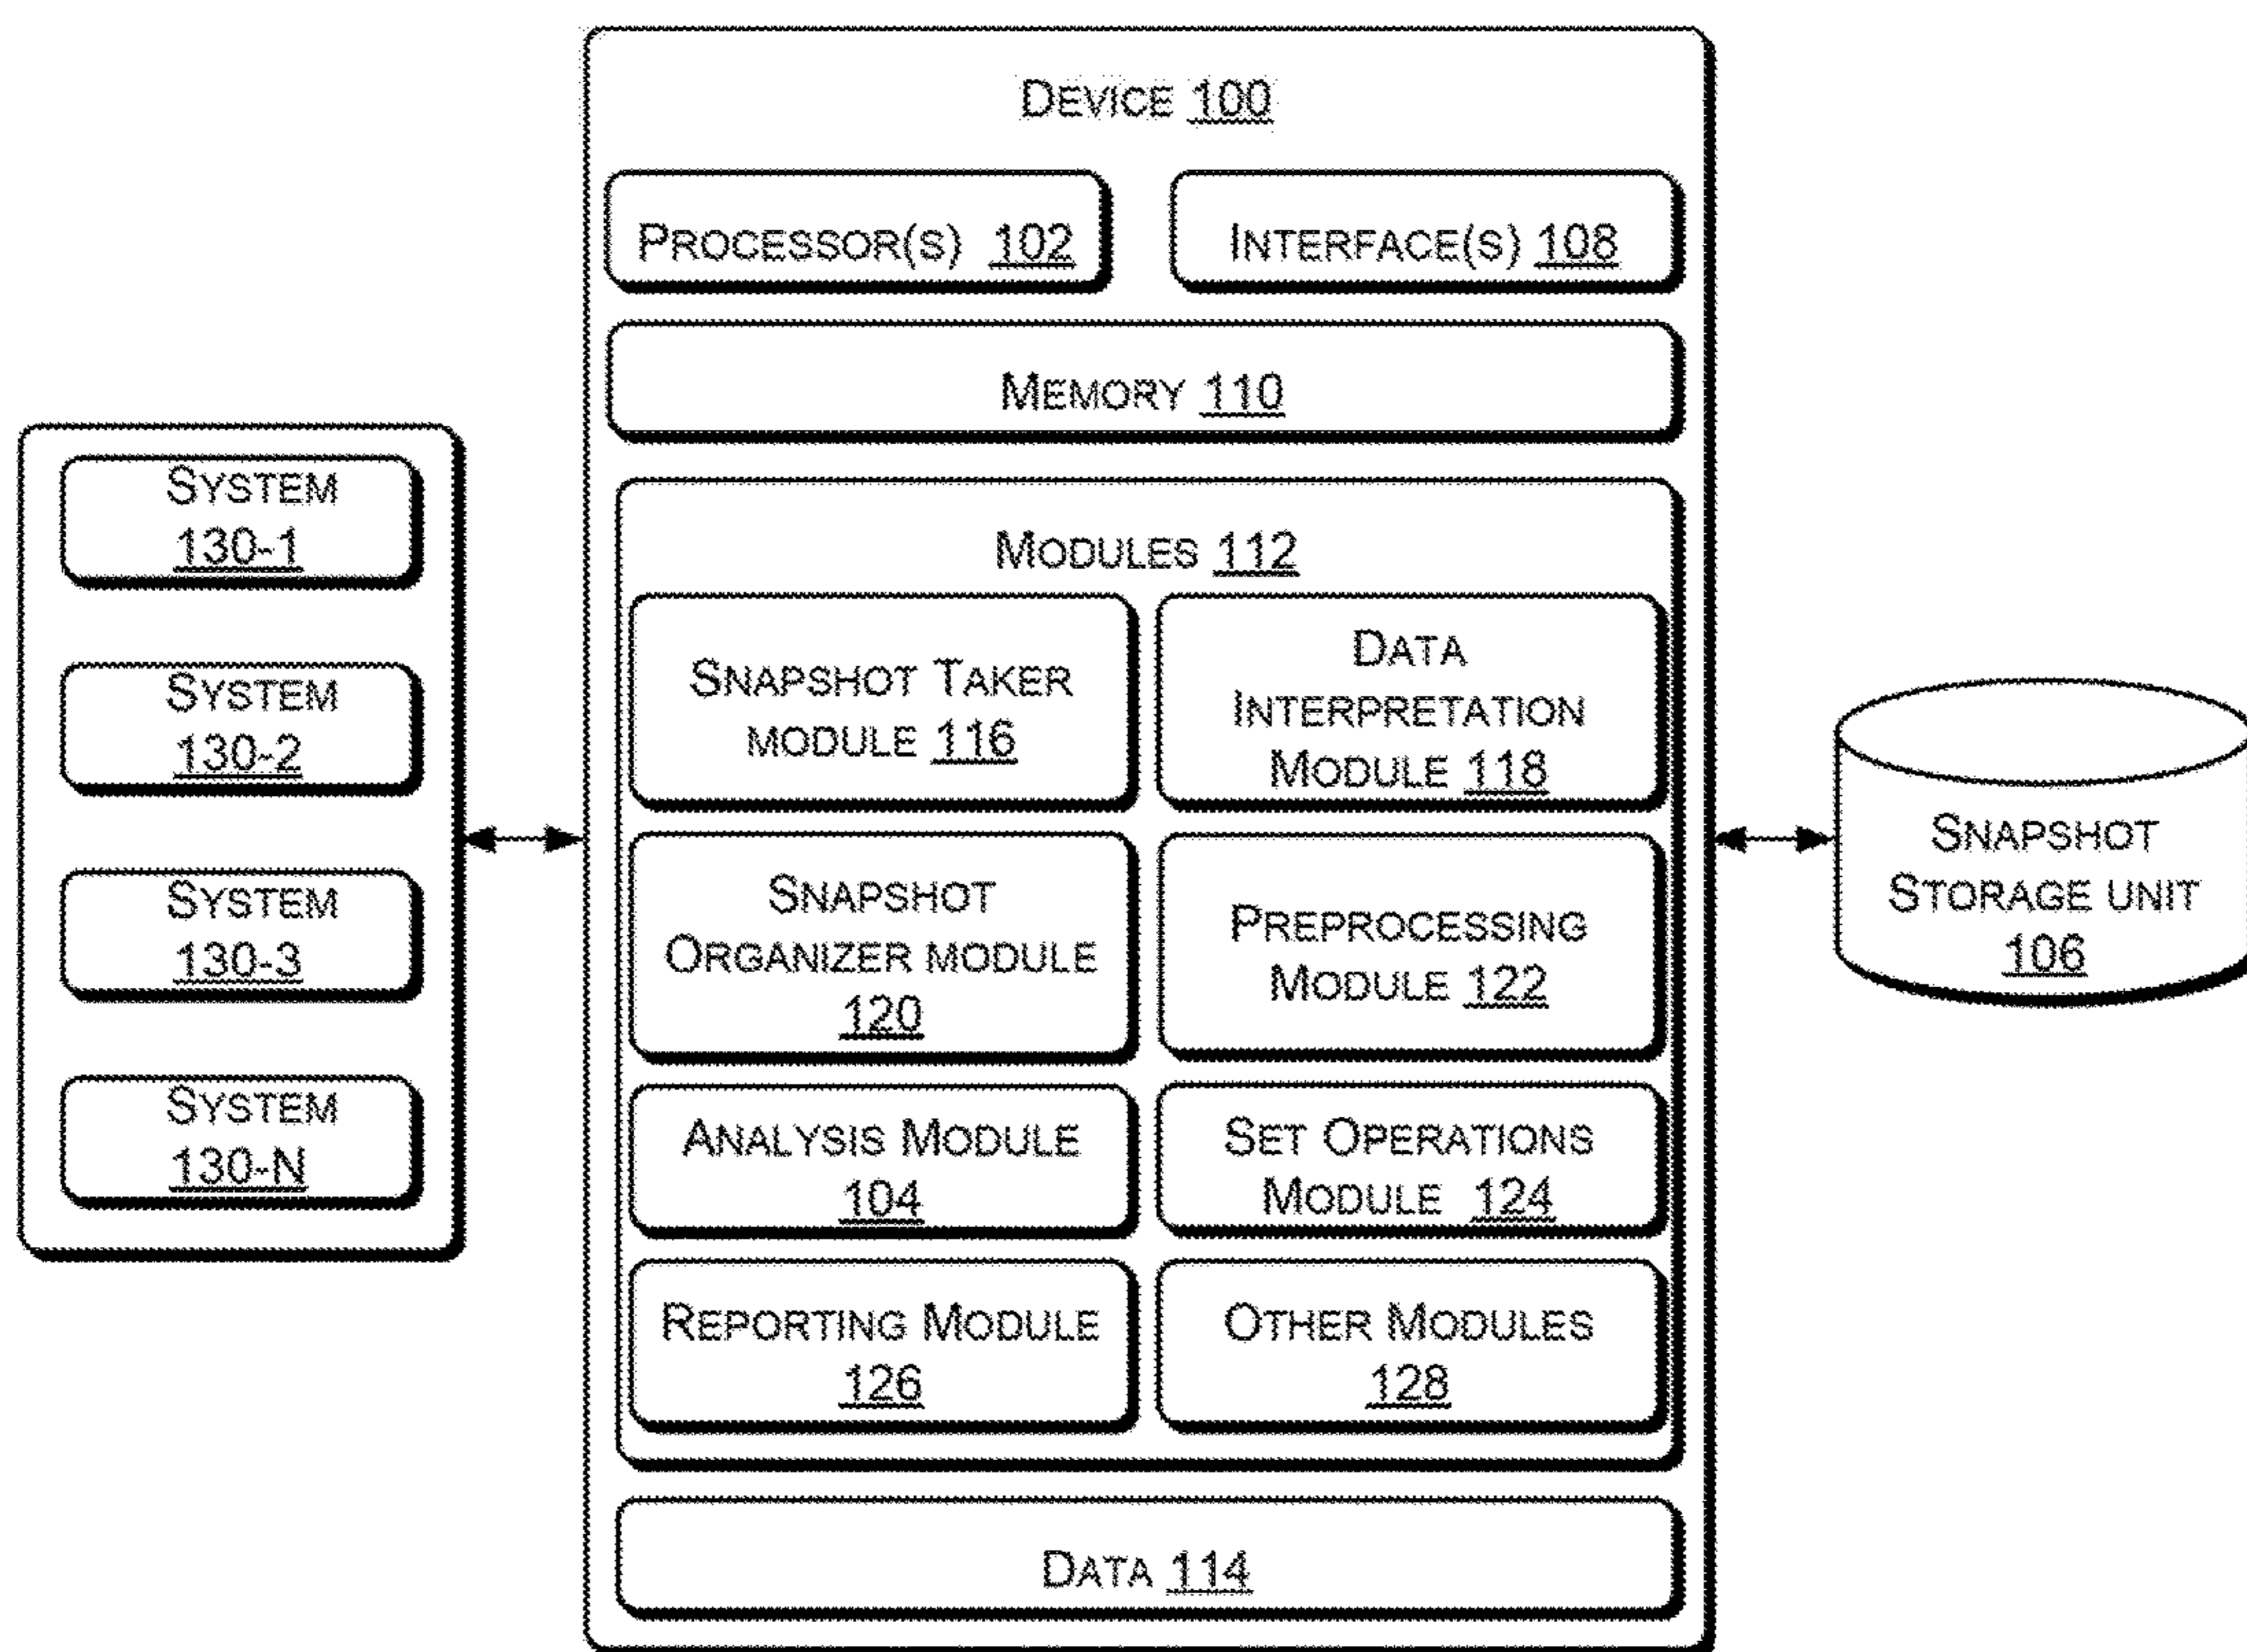 DEVICE 100
PROCESSOR(S) 102
INTERFACE(S) 108
MEMORY 110
SYSTEM
130-1
SYSTEM
130-2
SYSTEM
130-3
SYSTEM
130-N
MODULES 112
SNAPSHOT TAKER
MODULE 116
DATA
INTERPRETATION
MODULE 118
SNAPSHOT
ORGANIZER MODULE
120
PREPROCESSING
MODULE 122
ANALYSIS MODULE
104
SET OPERATIONS
MODULE 124
REPORTING MODULE
126
OTHER MODULES
128
DATA 114
SNAPSHOT
STORAGE UNIT
106